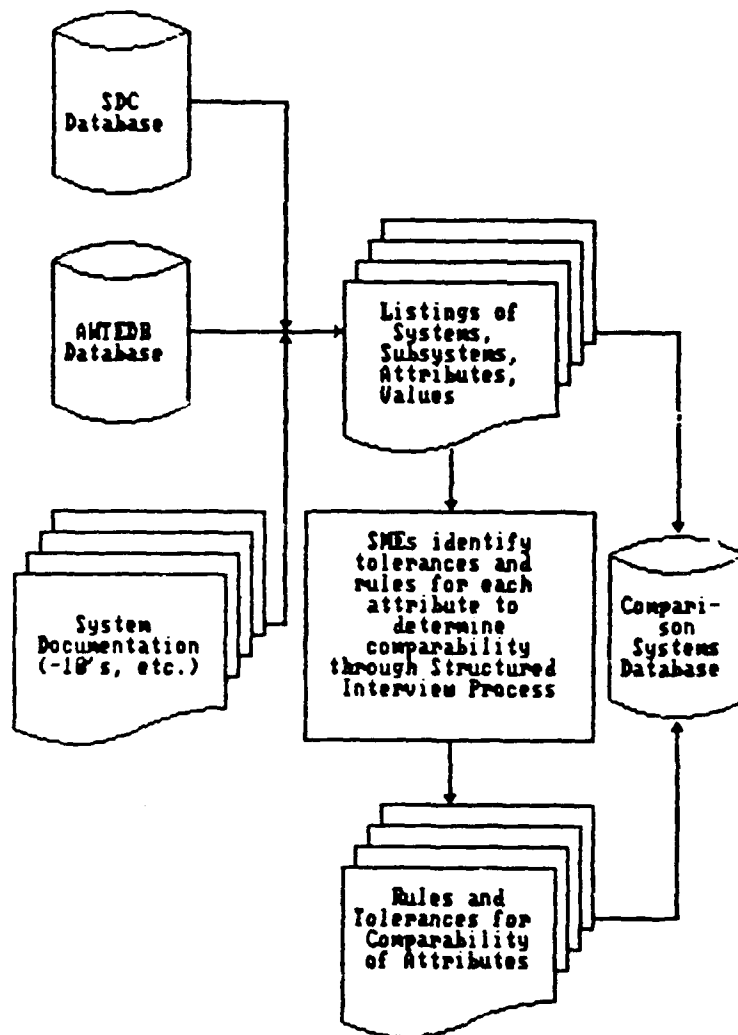 SDC
Database
AWTEDB
Database
Listings of
Systems,
Subsystems,
Attributes,
Values
System
Documentation
(-10's, etc.)
SMEs identify
tolerances and
rules for each
attribute to
determine
comparability
through Structured
Interview Process
Compari-
son
Systems
Database
Rules and
Tolerances for
Comparability
of Attributes